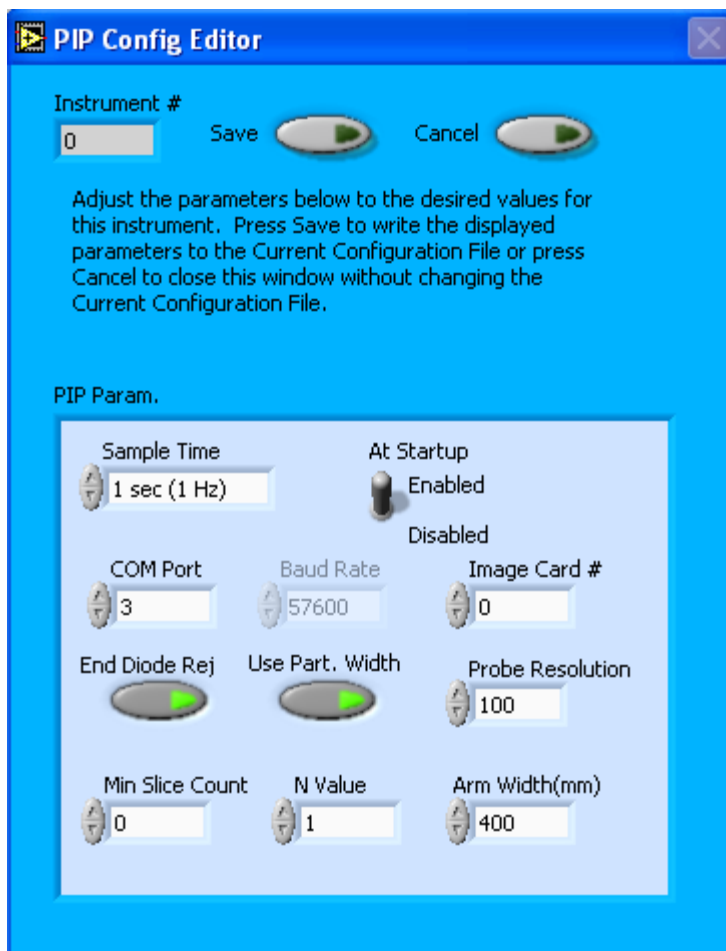 PIP Config Editor
Instrument #
0
Save
Cancel
Adjust the parameters below to the desired values for
this instrument.  Press Save to write the displayed
parameters to the Current Configuration File or press
Cancel to close this window without changing the
Current Configuration File.
PIP Param.
Sample Time
1 sec (1 Hz)
At Startup
Enabled
Disabled
COM Port
3
Baud Rate
57600
Image Card #
0
End Diode Rej
Use Part. Width
Probe Resolution
100
Min Slice Count
0
N Value
1
Arm Width(mm)
400